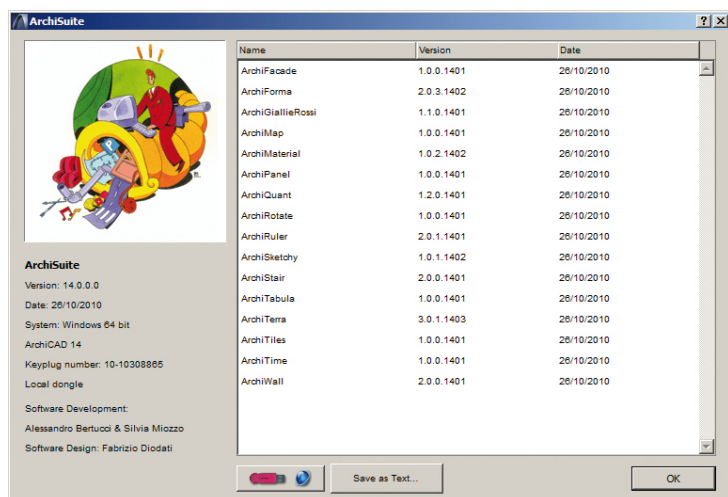 ArchiSuite
Name Version Date
ArchiFacade 1.0.0.1401 26/10/2010
ArchiForma 2.0.3.1402 26/10/2010
ArchiGiallieRossi 1.1.0.1401 26/10/2010
ArchiMap 1.0.0.1401 26/10/2010
ArchiMaterial 1.0.2.1402 26/10/2010
ArchiPanel 1.0.0.1401 26/10/2010
ArchiQuant 1.2.0.1401 26/10/2010
ArchiRotate 1.0.0.1401 26/10/2010
ArchiRuler 2.0.1.1401 26/10/2010
ArchiSketchy 1.0.1.1402 26/10/2010
ArchiStair 2.0.0.1401 26/10/2010
ArchiTabula 1.0.0.1401 26/10/2010
ArchiTerra 3.0.1.1403 26/10/2010
ArchiTiles 1.0.0.1401 26/10/2010
ArchiTime 1.0.0.1401 26/10/2010
ArchiWall 2.0.0.1401 26/10/2010
P
ArchiSuite
Version: 14.0.0.0
Date: 26/10/2010
System: Windows 64 bit
ArchiCAD 14
Keyplug number: 10-10308865
Local dongle
Software Development:
Alessandro Bertucci & Silvia Miozzo
Software Design: Fabrizio Diodati
Save as Text...
OK